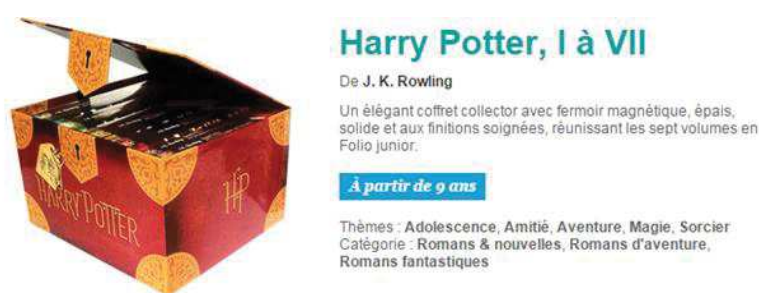 Harry Potter, I à VII
De J. K. Rowling
Un élégant coffret collector avec fermoir magnétique, épais,
solide et aux finitions soignées, réunissant les sept volumes en
Folio junior.
À partir de 9 ans
Thèmes : Adolescence, Amitié, Aventure, Magie, Sorcier
Catégorie : Romans & nouvelles, Romans d'aventure,
Romans fantastiques
HARRY POTTER
HP